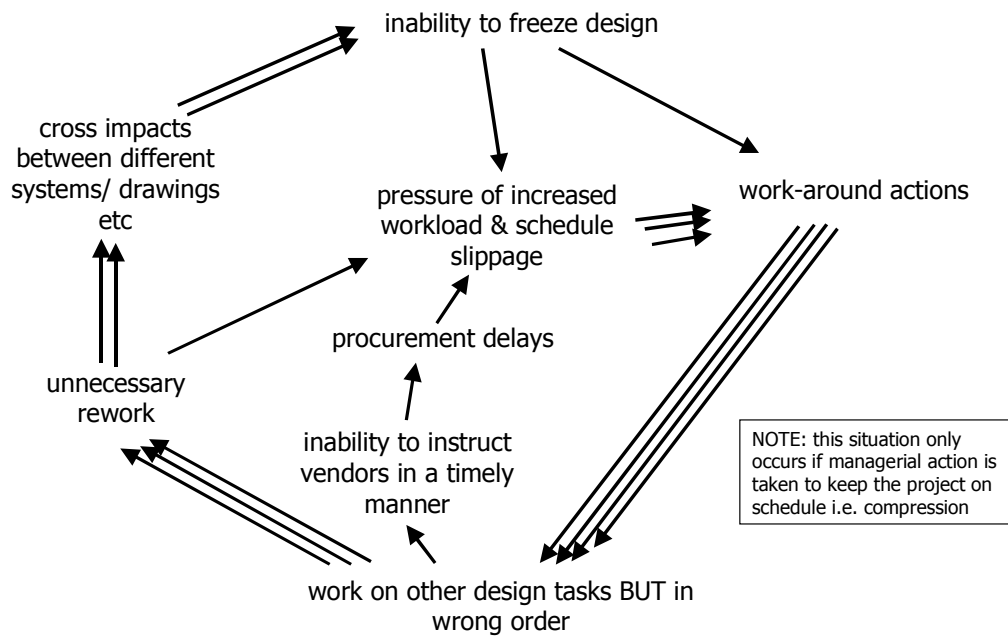 inability to freeze design
cross impacts
between different
systems/ drawings
etc
pressure of increased
workload & schedule
slippage
work-around actions
procurement delays
unnecessary
rework
inability to instruct
vendors in a timely
manner
NOTE: this situation only
occurs if managerial action is
taken to keep the project on
schedule i.e. compression
work on other design tasks BUT in
wrong order